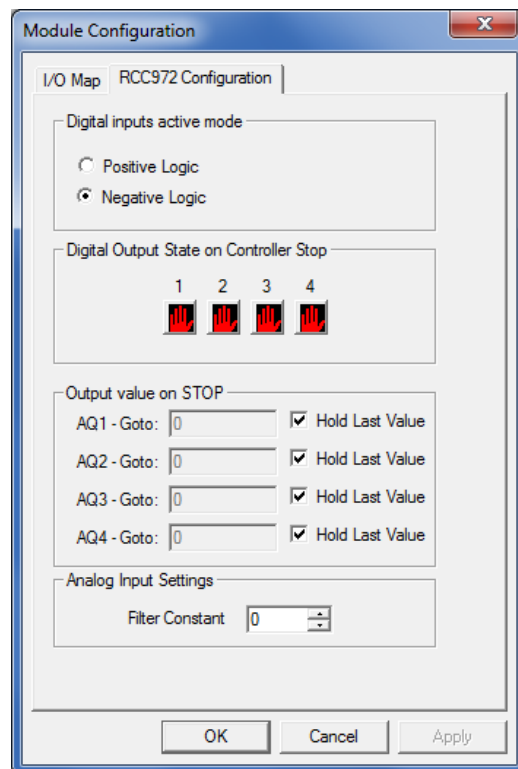 Module Configuration
I/O Map RCC972 Configuration
Digital inputs active mode
Positive Logic
Negative Logic
Digital Output State on Controller Stop
1 2 3 4
Output value on STOP
AQ1 - Goto: 0 Hold Last Value
AQ2 - Goto: 0 Hold Last Value
AQ3 - Goto: 0 Hold Last Value
AQ4 - Goto: 0 Hold Last Value
Analog Input Settings
Filter Constant 0
OK Cancel Apply